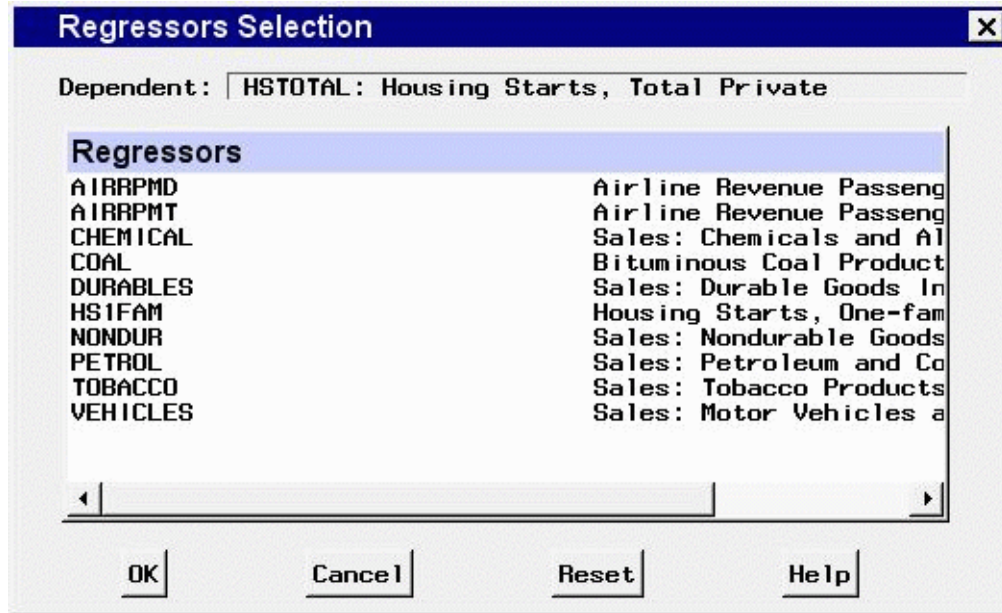 Regressors Selection
Dependent: HSTOTAL: Housing Starts, Total Private
Regressors
AIRRPMD Airline Revenue Passeng
AIRRPMT Airline Revenue Passeng
CHEMICAL Sales: Chemicals and Al
COAL Bituminous Coal Product
DURABLES Sales: Durable Goods In
HS1FAM Housing Starts, One-fam
NONDUR Sales: Nondurable Goods
PETROL Sales: Petroleum and Co
TOBACCO Sales: Tobacco Products
VEHICLES Sales: Motor Vehicles a
OK Cancel Reset Help